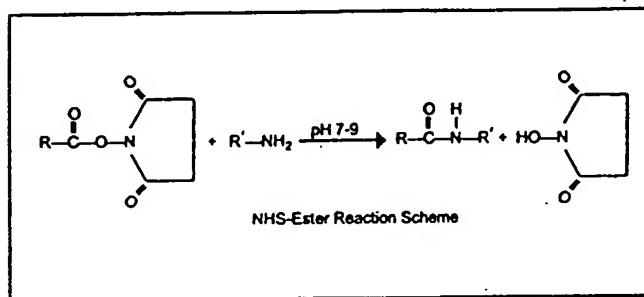 O O O H O
R—C—O—N + R'—NH₂ pH 7-9 R—C—N—R' + HO—N
O O
NHS-Ester Reaction Scheme